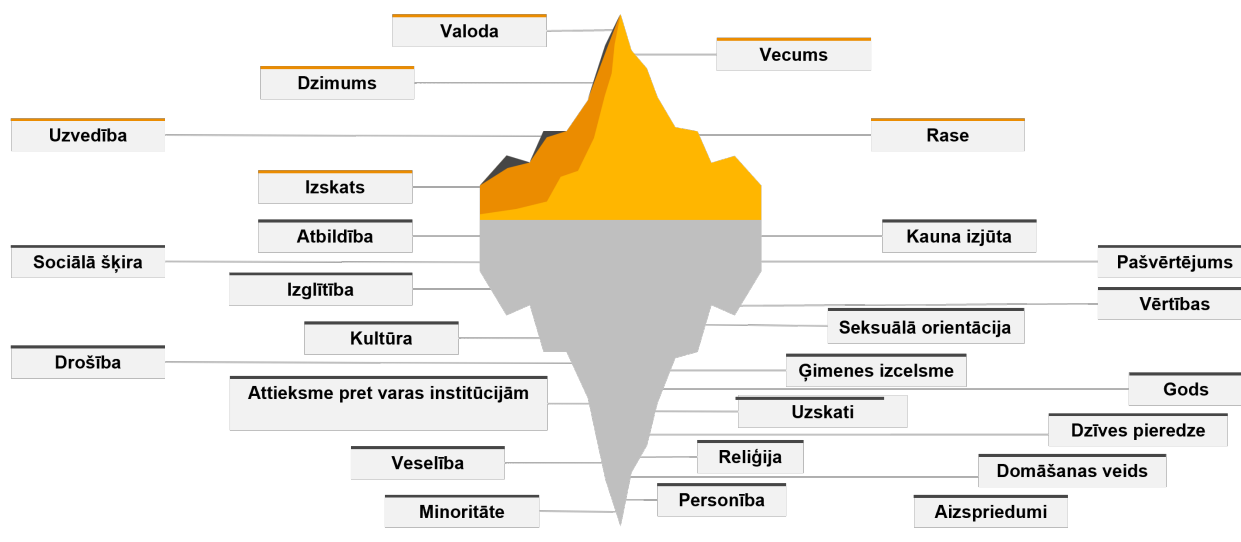 Valoda
Vecums
Dzimums
Uzvedība
Rase
Izskats
Atbildība
Kauna izjūta
Sociālā šķira
Pašvērtējums
Izglītība
Vērtības
Seksuālā orientācija
Kultūra
Drošība
Ģimenes izcelsme
Attieksme pret varas institūcijām
Gods
Uzskati
Dzīves pieredze
Veselība
Reliģija
Domāšanas veids
Personība
Minoritāte
Aizspriedumi